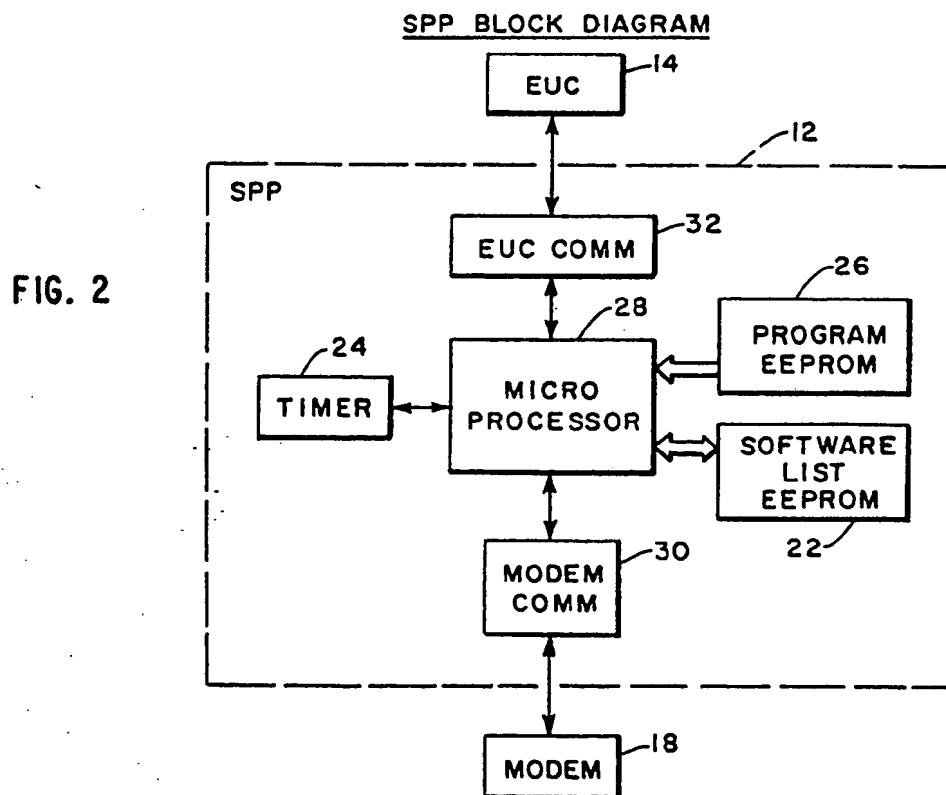 SPP BLOCK DIAGRAM
14
EUC
12
SPP
32
EUC COMM
FIG. 2
26
28
PROGRAM
EEPROM
24
MICRO
PROCESSOR
TIMER
SOFTWARE
LIST
EEPROM
22
30
MODEM
COMM
18
MODEM